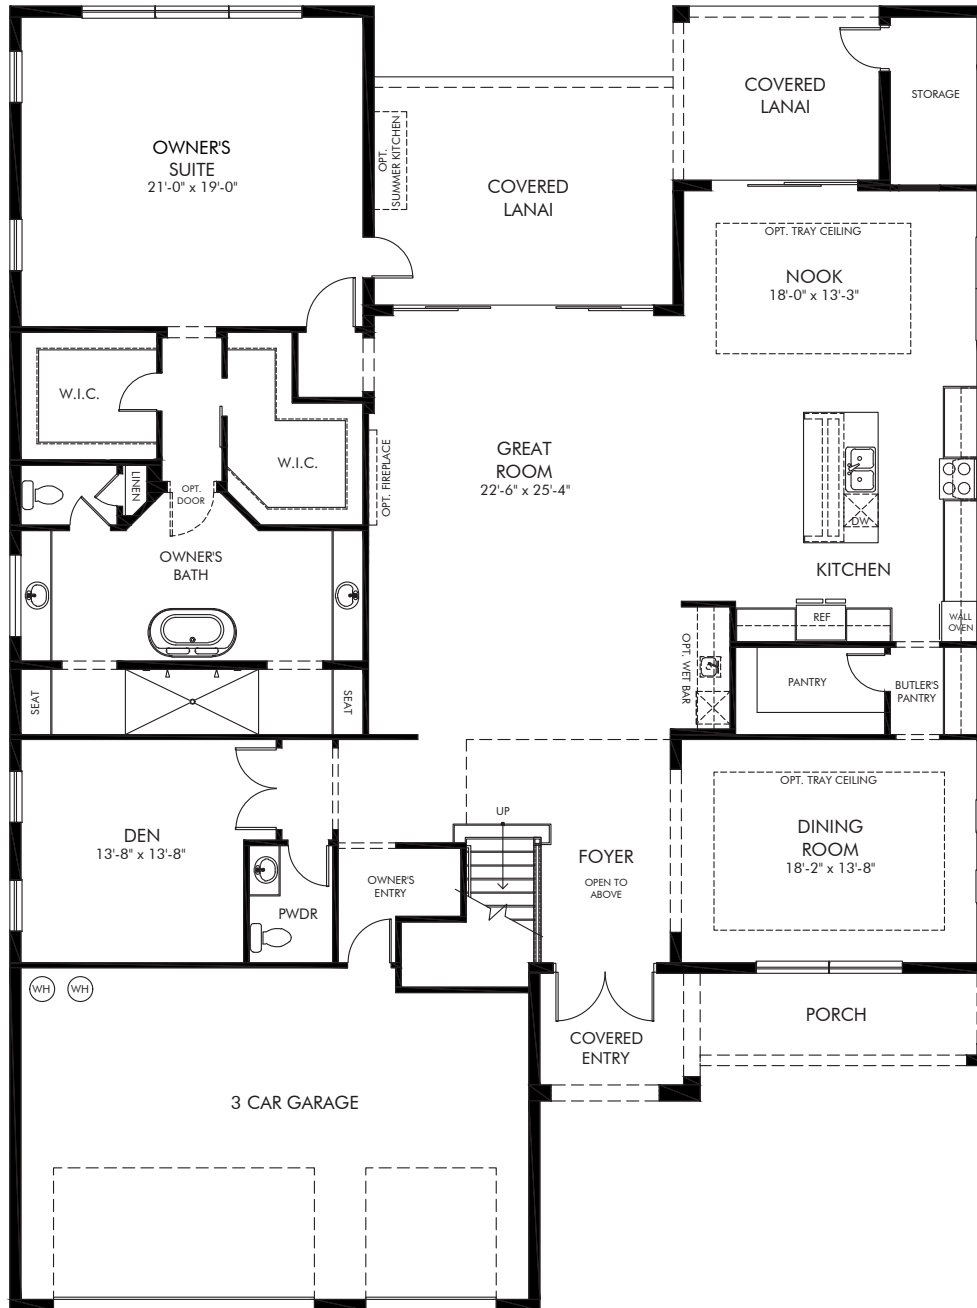 COVERED
LANAI
STORAGE
OWNER'S
SUITE
21'-0" x 19'-0"
OPT.
SUMMER KITCHEN
COVERED
LANAI
OPT. TRAY CEILING
NOOK
18'-0" x 13'-3"
W.I.C.
W.I.C.
LINEN
OPT.
DOOR
OPT. FIREPLACE
GREAT
ROOM
22'-6" x 25'-4"
DW
KITCHEN
OWNER'S
BATH
REF
WALL
OVEN
OPT. WET BAR
PANTRY
BUTLER'S
PANTRY
SEAT
SEAT
OPT. TRAY CEILING
DINING
ROOM
18'-2" x 13'-8"
UP
DEN
13'-8" x 13'-8"
FOYER
OPEN TO
ABOVE
OWNER'S
ENTRY
PWDR
WH
WH
PORCH
COVERED
ENTRY
3 CAR GARAGE